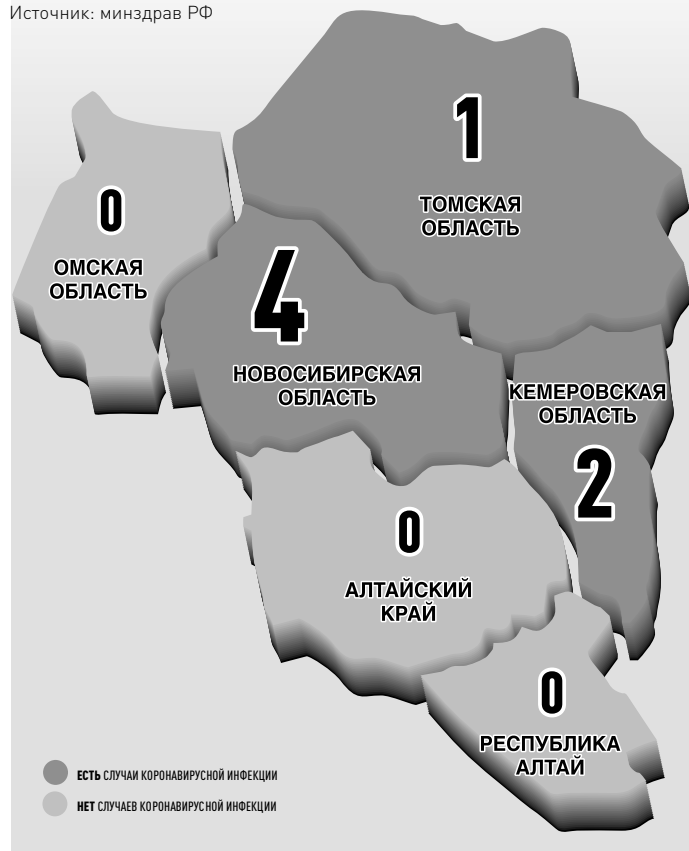 Источник: минздрав РФ
1
ТОМСКАЯ
ОБЛАСТЬ
0
ОМСКАЯ
ОБЛАСТЬ
4
НОВОСИБИРСКАЯ
ОБЛАСТЬ
КЕМЕРОВСКАЯ
ОБЛАСТЬ
2
0
АЛТАЙСКИЙ
КРАЙ
0
РЕСПУБЛИКА
АЛТАЙ
ЕСТЬ СЛУЧАИ КОРОНАВИРУСНОЙ ИНФЕКЦИИ
НЕТ СЛУЧАЕВ КОРОНАВИРУСНОЙ ИНФЕКЦИИ